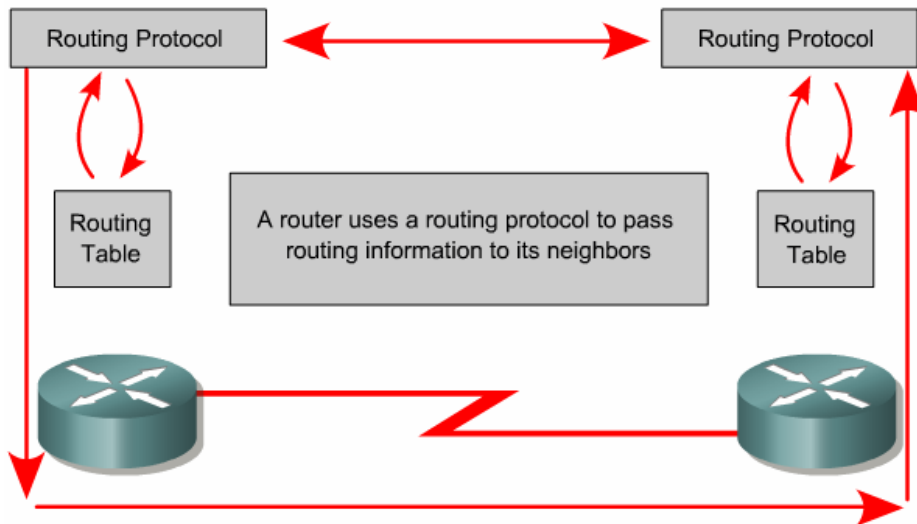 Routing Protocol
Routing Protocol
Routing
Table
A router uses a routing protocol to pass
routing information to its neighbors
Routing
Table